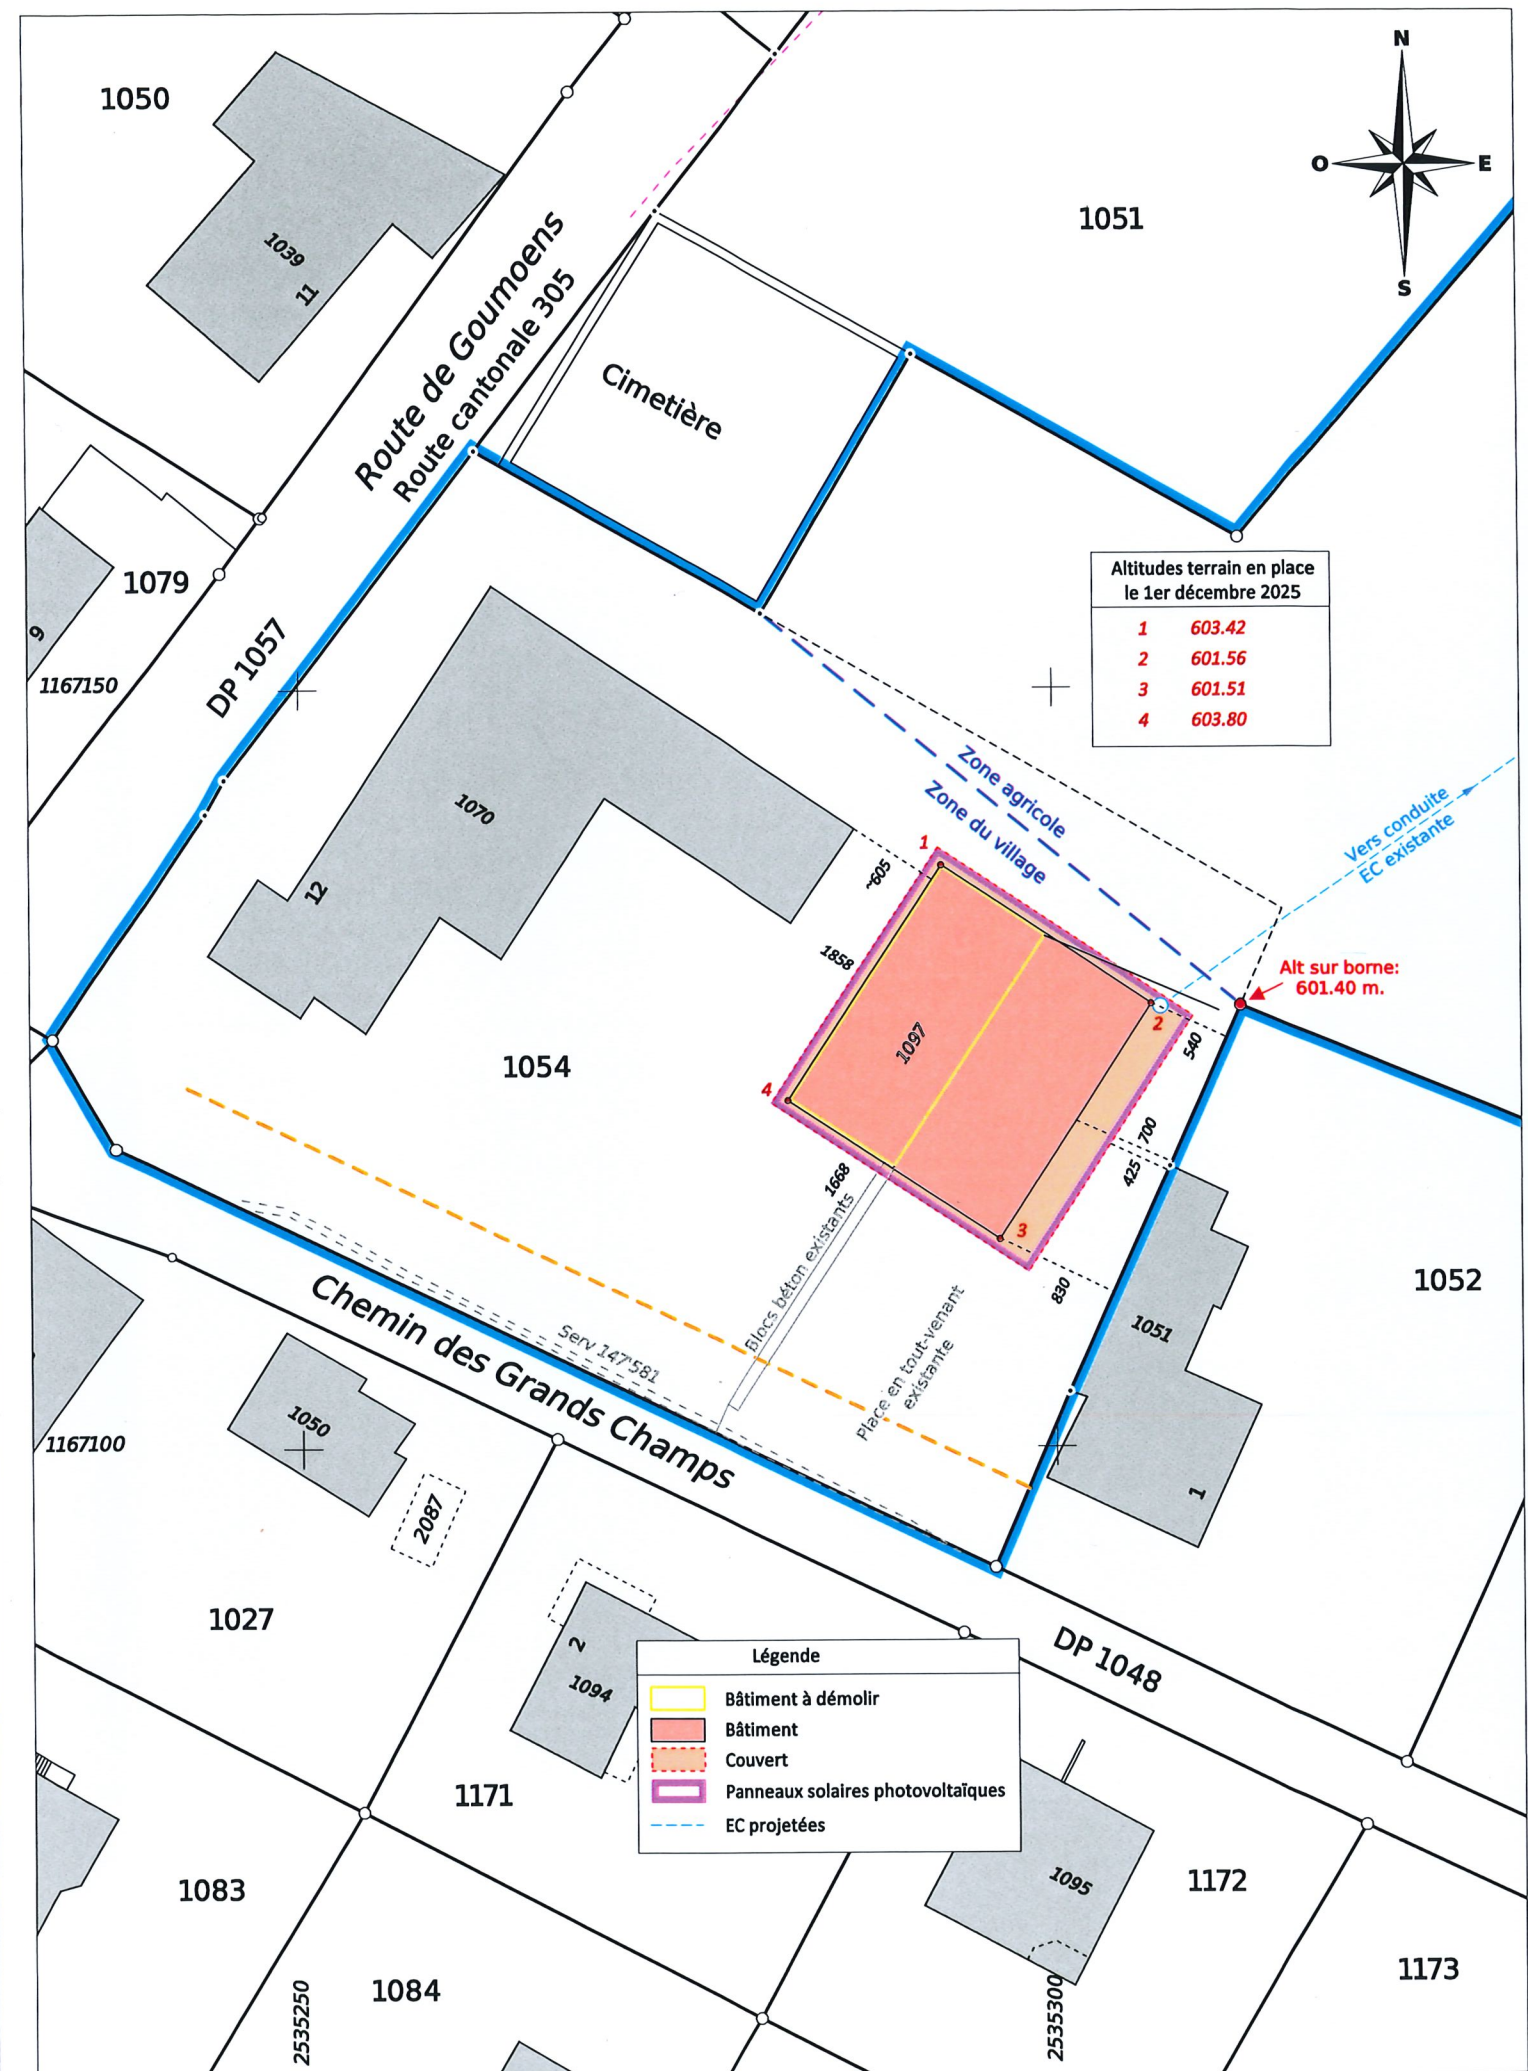 N
O
E
S
1050
1051
1039
11
Route de Goumoens
Route cantonale 305
Cimetière
Altitudes terrain en place
le 1er décembre 2025
1 603.42
2 601.56
3 601.51
4 603.80
1079
9
1167150
DP 1057
1070
12
Zone agricole
Zone du village
Vers conduite
EC existante
1
~605
1858
Alt sur borne:
601.40 m.
2
540
1097
1054
4
700
425
1668
3
830
Blocs béton existants
Place en tout-venant
existante
1052
1051
1
Chemin des Grands Champs
Serv 147'581
1167100
1050
2087
1027
2
1094
DP 1048
Légende
Bâtiment à démolir
Bâtiment
Couvert
Panneaux solaires photovoltaïques
EC projetées
1171
1083
1095
1172
1173
1084
2535250
2535300